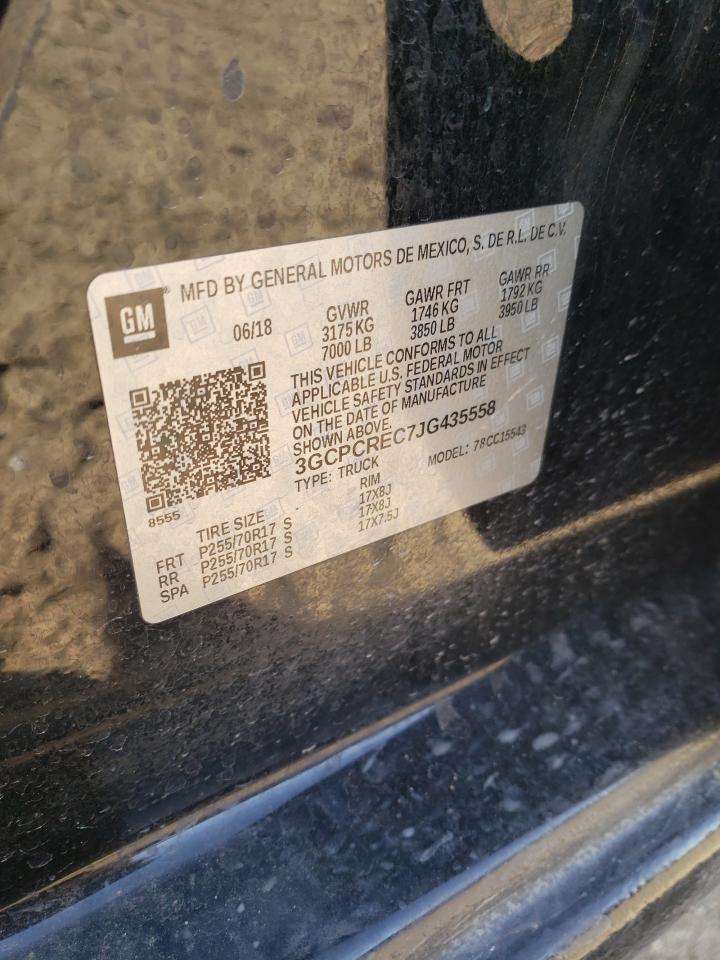 GM
MFD BY GENERAL MOTORS DE MEXICO, S. DE R.L. DE C.V.
06/18 GVWR GAWR FRT GAWR RR
3175 KG 1746 KG 1792 KG
7000 LB 3850 LB 3950 LB
THIS VEHICLE CONFORMS TO ALL
APPLICABLE U.S. FEDERAL MOTOR
VEHICLE SAFETY STANDARDS IN EFFECT
ON THE DATE OF MANUFACTURE
SHOWN ABOVE.
3GCPCREC7JG435558
TYPE: TRUCK MODEL: 78CC15543
8555
TIRE SIZE RIM
FRT P255/70R17 S 17X8J
RR P255/70R17 S 17X8J
SPA P255/70R17 S 17X7.5J